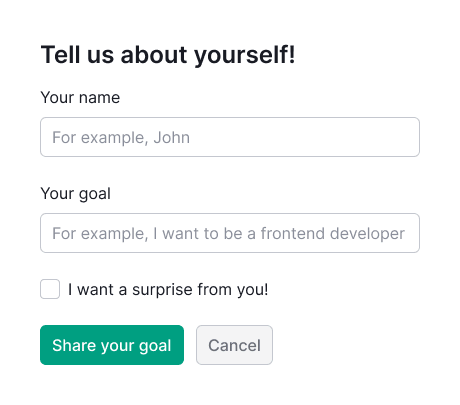 Tell us about yourself!
Your name
For example, John
Your goal
For example, I want to be a frontend developer
I want a surprise from you!
Share your goal Cancel